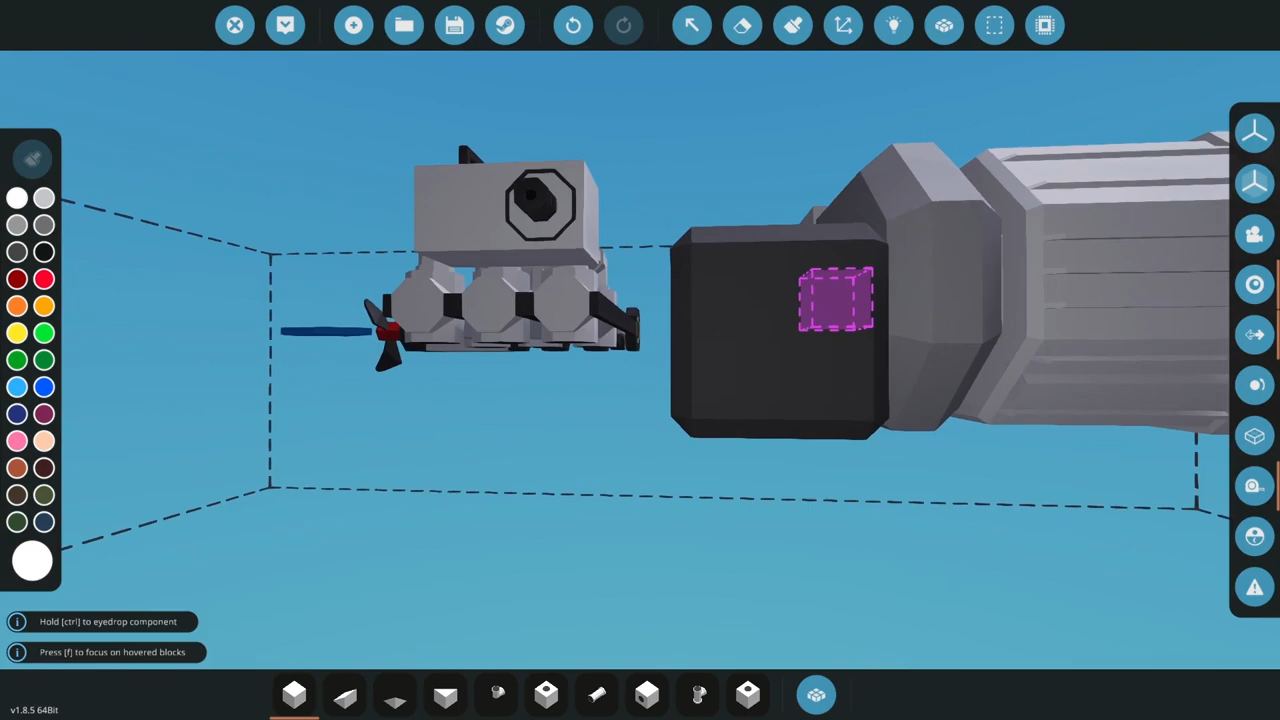 Hold [ctrl] to eyedrop component
Press [f] to focus on hovered blocks
v1.8.5 64Bit